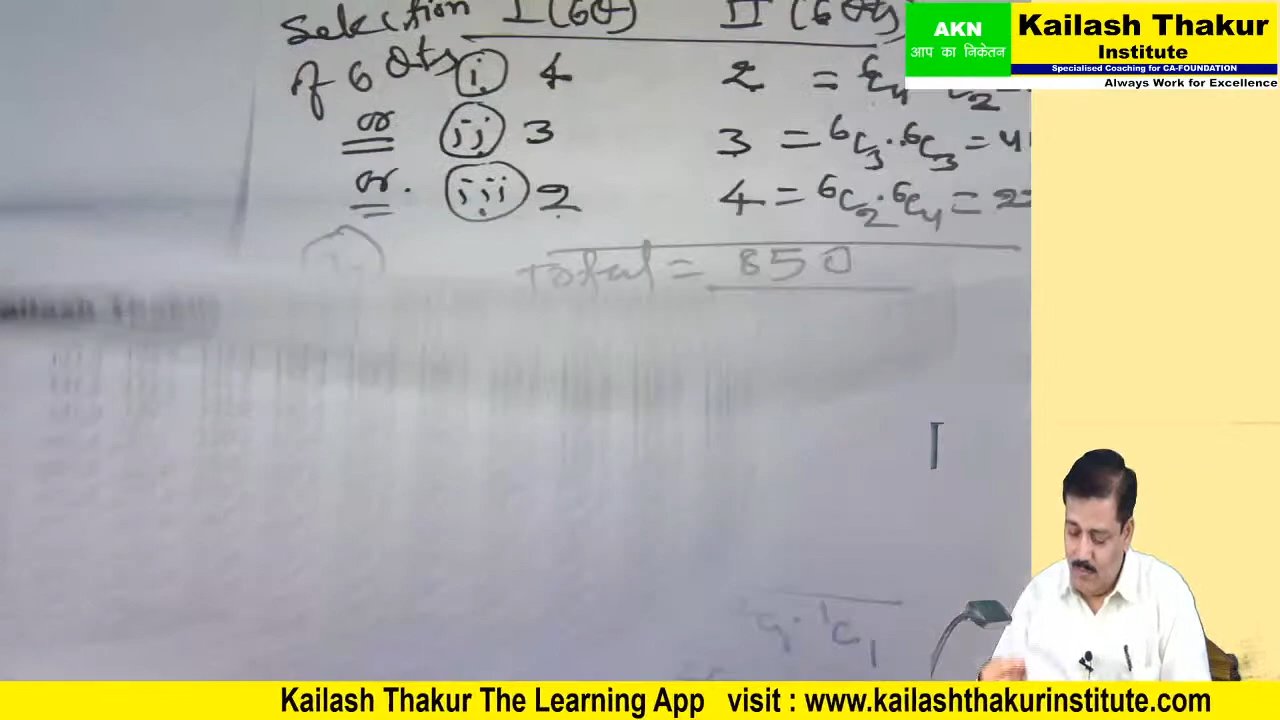 Selection I (6Q) II (6Qts)
of 6 Qts i 4 2 =
or ii 3 3 = ⁶C₃·⁶C₃ =
or. iii 2 4 = ⁶C₂·⁶C₄ =
Total = 850
¹C₁
AKN
आप का निकेतन
Kailash Thakur
Institute
Specialised Coaching for CA-FOUNDATION
Always Work for Excellence
Kailash Thakur The Learning App visit : www.kailashthakurinstitute.com